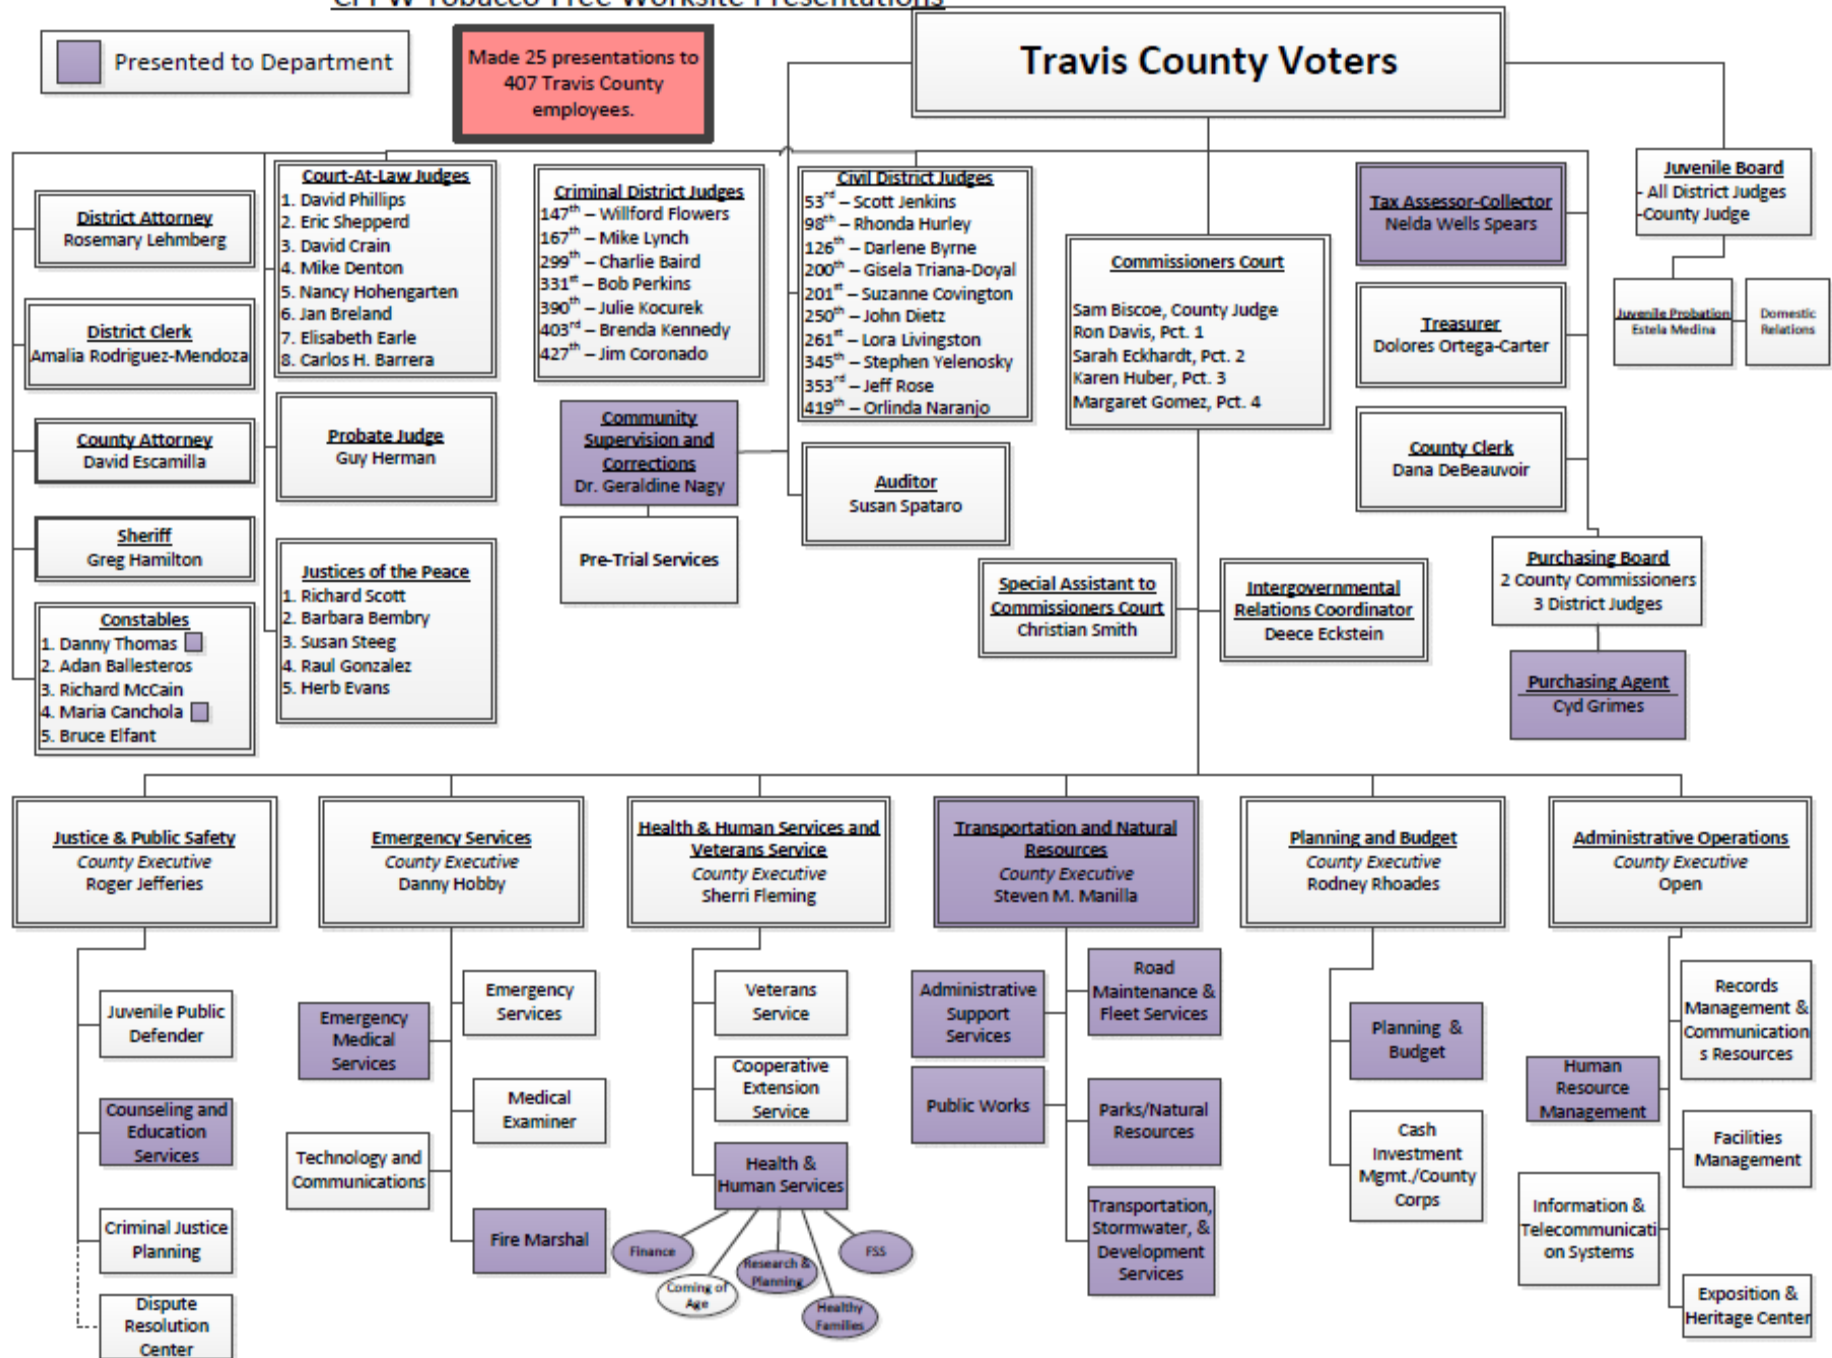 CPPW Tobacco-Free Worksite Presentations
Presented to Department
Made 25 presentations to
407 Travis County
employees.
Travis County Voters
District Attorney
Rosemary Lehmberg
District Clerk
Amalia Rodriguez-Mendoza
County Attorney
David Escamilla
Sheriff
Greg Hamilton
Constables
1. Danny Thomas
2. Adan Ballesteros
3. Richard McCain
4. Maria Canchola
5. Bruce Elfant
Court-At-Law Judges
1. David Phillips
2. Eric Shepperd
3. David Crain
4. Mike Denton
5. Nancy Hohengarten
6. Jan Breland
7. Elisabeth Earle
8. Carlos H. Barrera
Probate Judge
Guy Herman
Justices of the Peace
1. Richard Scott
2. Barbara Bembry
3. Susan Steeg
4. Raul Gonzalez
5. Herb Evans
Criminal District Judges
147th – Willford Flowers
167th – Mike Lynch
299th – Charlie Baird
331st – Bob Perkins
390th – Julie Kocurek
403rd – Brenda Kennedy
427th – Jim Coronado
Community
Supervision and
Corrections
Dr. Geraldine Nagy
Pre-Trial Services
Civil District Judges
53rd – Scott Jenkins
98th – Rhonda Hurley
126th – Darlene Byrne
200th – Gisela Triana-Doyal
201st – Suzanne Covington
250th – John Dietz
261st – Lora Livingston
345th – Stephen Yelenosky
353rd – Jeff Rose
419th – Orlinda Naranjo
Auditor
Susan Spataro
Commissioners Court
Sam Biscoe, County Judge
Ron Davis, Pct. 1
Sarah Eckhardt, Pct. 2
Karen Huber, Pct. 3
Margaret Gomez, Pct. 4
Special Assistant to
Commissioners Court
Christian Smith
Intergovernmental
Relations Coordinator
Deece Eckstein
Tax Assessor-Collector
Nelda Wells Spears
Treasurer
Dolores Ortega-Carter
County Clerk
Dana DeBeauvoir
Purchasing Board
2 County Commissioners
3 District Judges
Purchasing Agent
Cyd Grimes
Juvenile Board
- All District Judges
-County Judge
Juvenile Probation
Estela Medina
Domestic
Relations
Justice & Public Safety
County Executive
Roger Jefferies
Juvenile Public
Defender
Counseling and
Education
Services
Criminal Justice
Planning
Dispute
Resolution
Center
Emergency Services
County Executive
Danny Hobby
Emergency
Services
Emergency
Medical
Services
Medical
Examiner
Technology and
Communications
Fire Marshal
Health & Human Services and
Veterans Service
County Executive
Sherri Fleming
Veterans
Service
Cooperative
Extension
Service
Health &
Human Services
Finance
Coming of
Age
Research &
Planning
Healthy
Families
FSS
Transportation and Natural
Resources
County Executive
Steven M. Manilla
Administrative
Support
Services
Road
Maintenance &
Fleet Services
Public Works
Parks/Natural
Resources
Transportation,
Stormwater, &
Development
Services
Planning and Budget
County Executive
Rodney Rhoades
Planning &
Budget
Cash
Investment
Mgmt./County
Corps
Administrative Operations
County Executive
Open
Records
Management &
Communication
s Resources
Human
Resource
Management
Facilities
Management
Information &
Telecommunicati
on Systems
Exposition &
Heritage Center